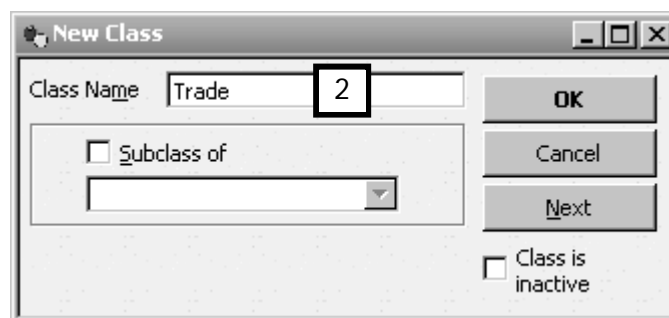 New Class
Class Name Trade 2 OK
Subclass of Cancel
Next
Class is
inactive